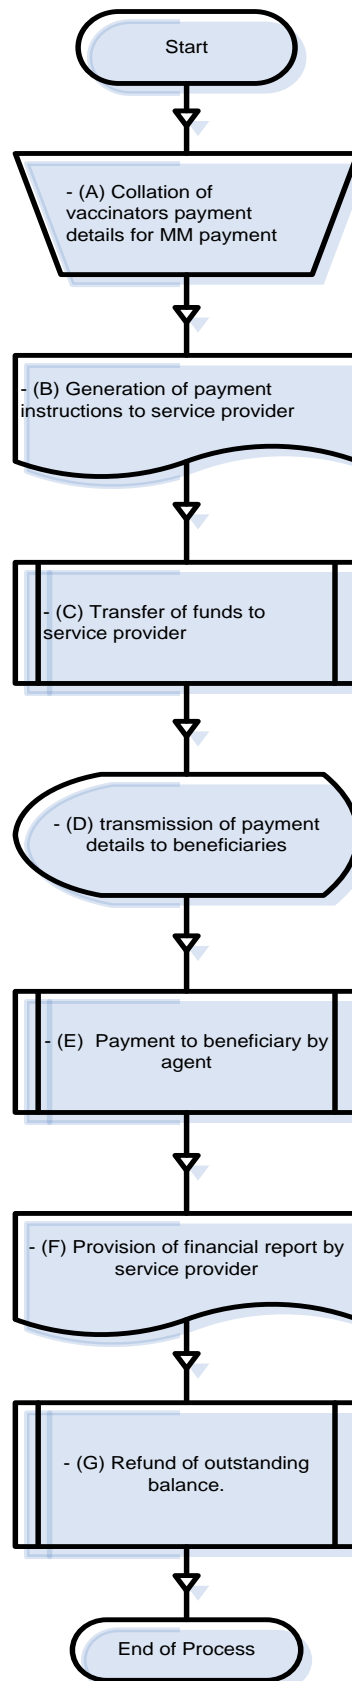 Start
- (A) Collation of
vaccinators payment
details for MM payment
- (B) Generation of payment
instructions to service provider
- (C) Transfer of funds to
service provider
- (D) transmission of payment
details to beneficiaries
- (E) Payment to beneficiary by
agent
- (F) Provision of financial report by
service provider
- (G) Refund of outstanding
balance.
End of Process